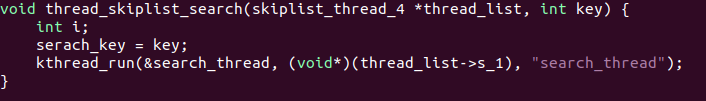 void thread_skiplist_search(skiplist_thread_4 *thread_list, int key) {
    int i;
    serach_key = key;
    kthread_run(&search_thread, (void*)(thread_list->s_1), "search_thread");
}